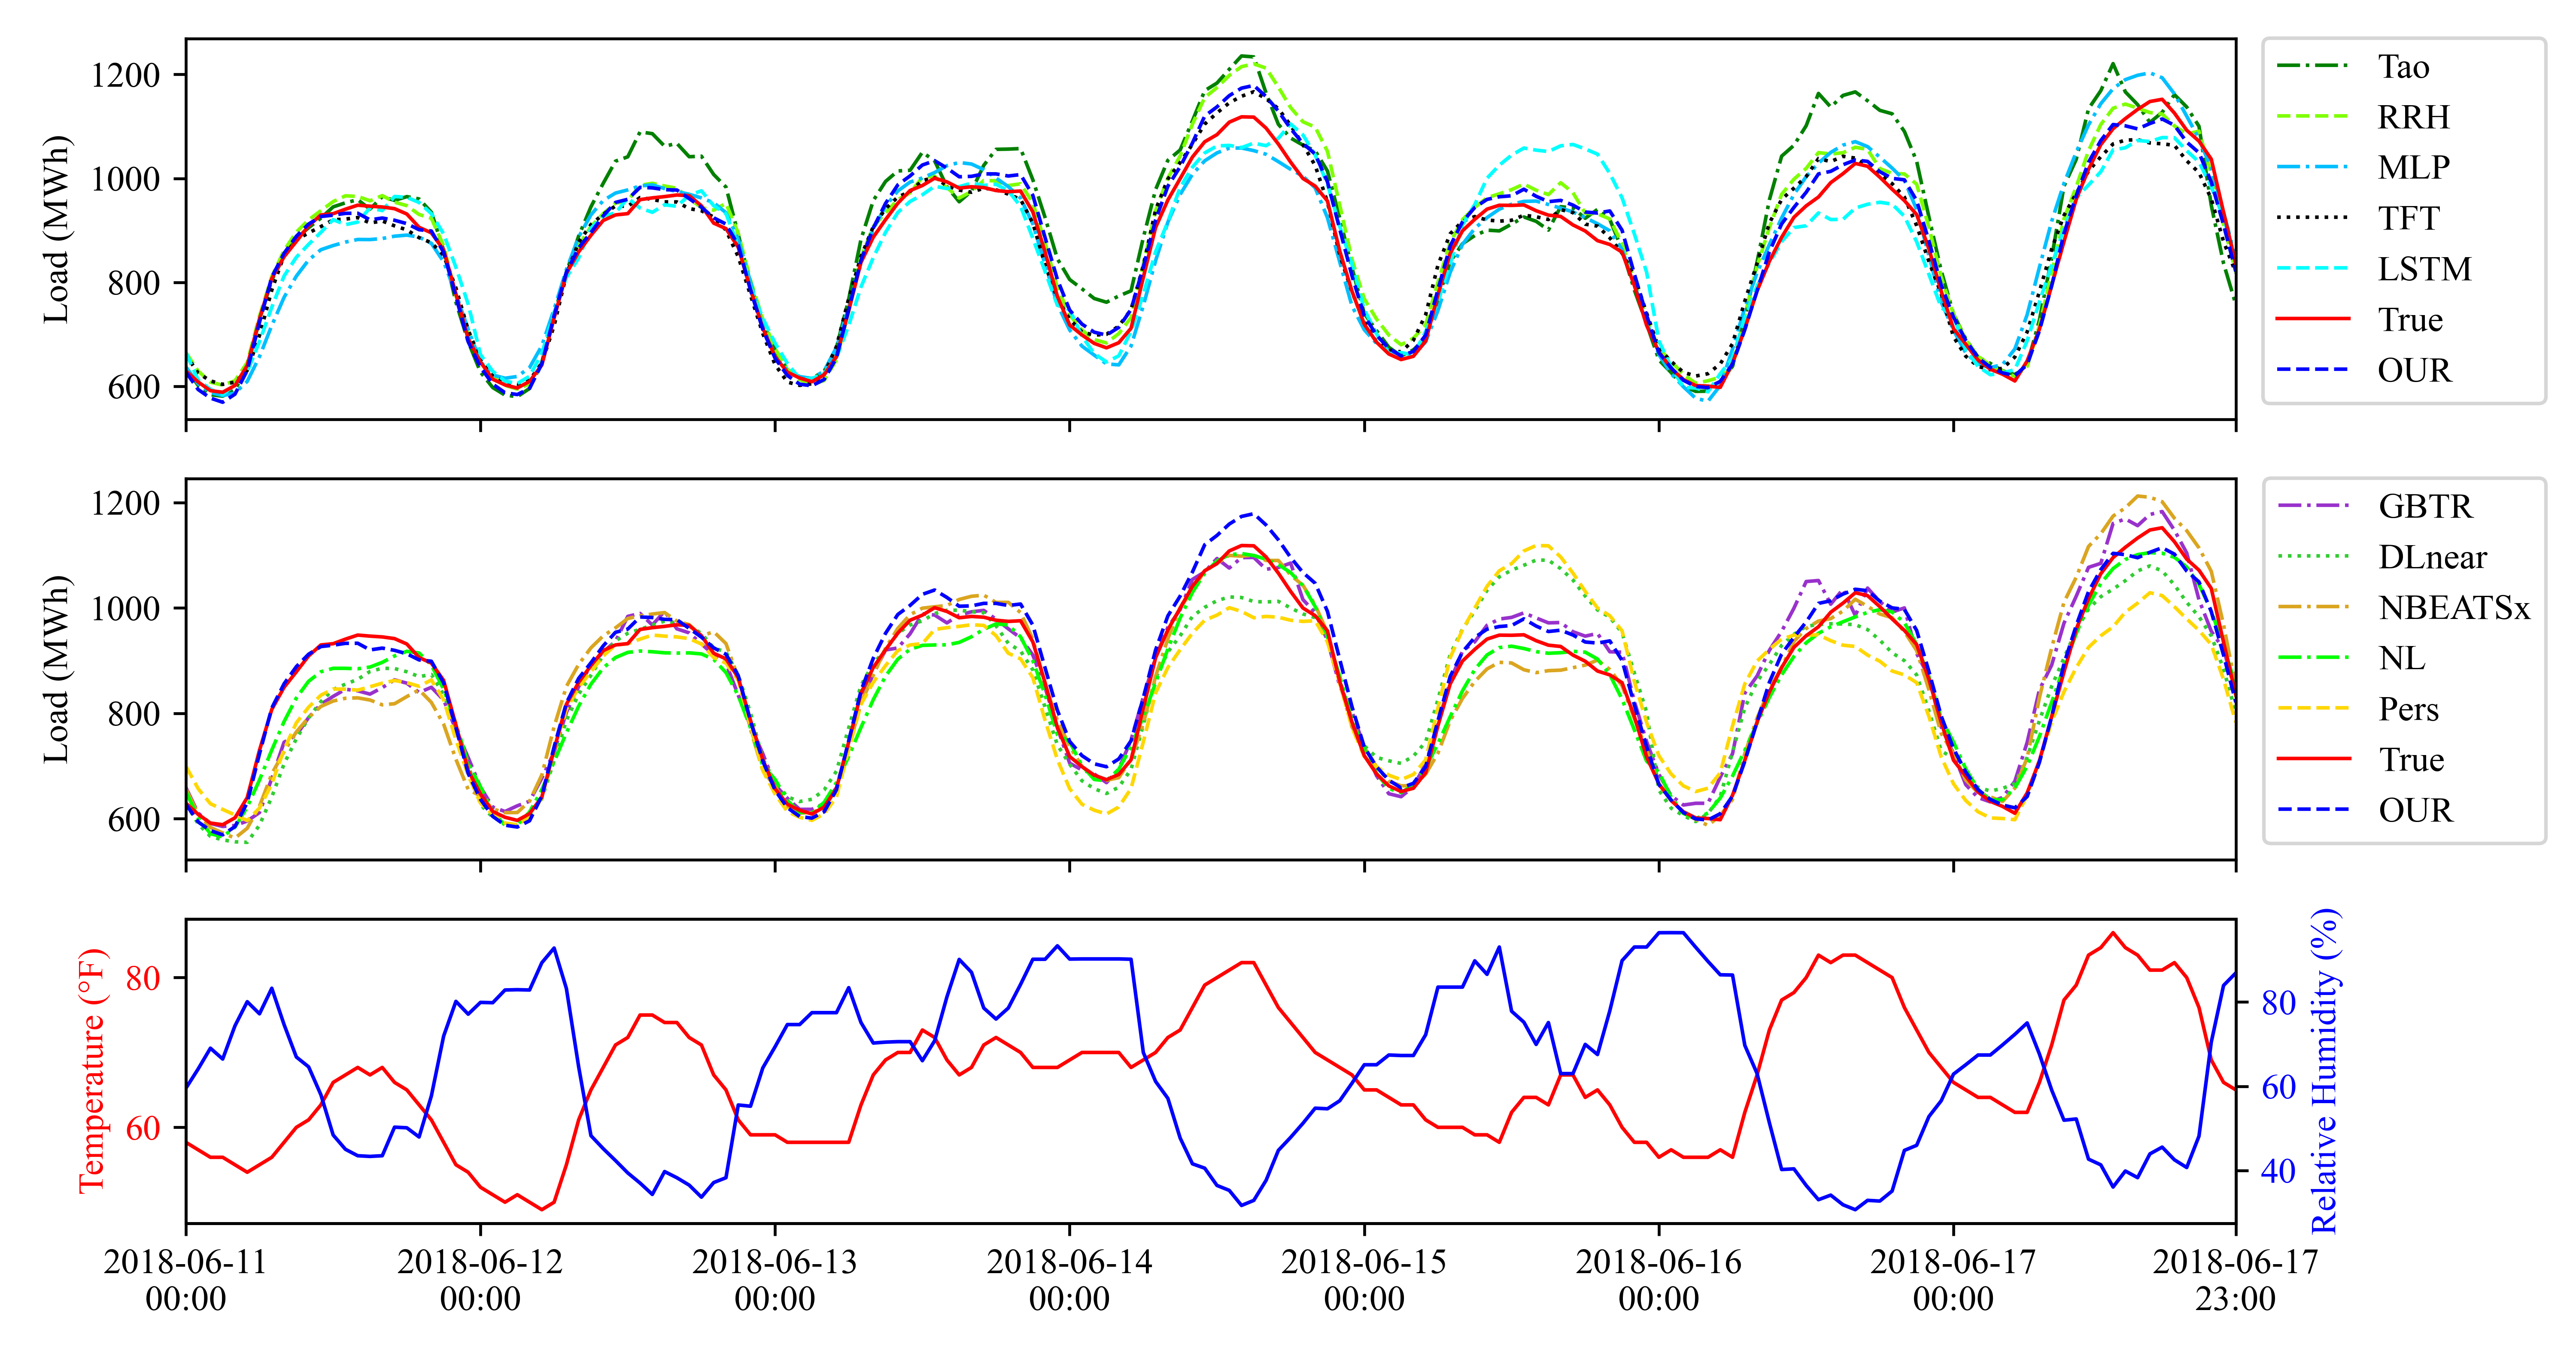 Load (MWh)
1200
1000
800
600
Tao
RRH
MLP
TFT
LSTM
True
OUR
Load (MWh)
1200
1000
800
600
GBTR
DLnear
NBEATSx
NL
Pers
True
OUR
Temperature (°F)
80
60
80
60
40
Relative Humidity (%)
2018-06-11 2018-06-12 2018-06-13 2018-06-14 2018-06-15 2018-06-16 2018-06-17 2018-06-17
00:00 00:00 00:00 00:00 00:00 00:00 00:00 23:00